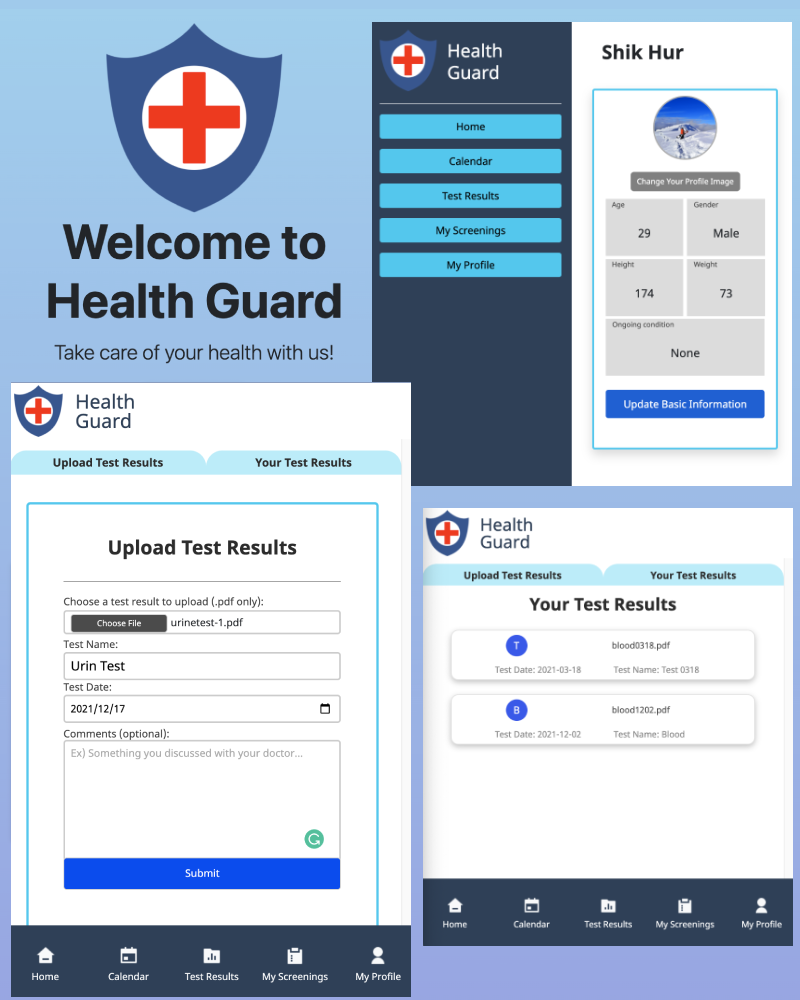 Welcome to
Health Guard
Take care of your health with us!
Health
Guard
Home
Calendar
Test Results
My Screenings
My Profile
Shik Hur
Change Your Profile Image
Age
29
Gender
Male
Height
174
Weight
73
Ongoing condition
None
Update Basic Information
Health
Guard
Upload Test Results
Your Test Results
Upload Test Results
Choose a test result to upload (.pdf only):
Choose File urinetest-1.pdf
Test Name:
Urin Test
Test Date:
2021/12/17
Comments (optional):
Ex) Something you discussed with your doctor...
Submit
Home
Calendar
Test Results
My Screenings
My Profile
Health
Guard
Upload Test Results
Your Test Results
Your Test Results
T
blood0318.pdf
Test Date: 2021-03-18
Test Name: Test 0318
B
blood1202.pdf
Test Date: 2021-12-02
Test Name: Blood
Home
Calendar
Test Results
My Screenings
My Profile